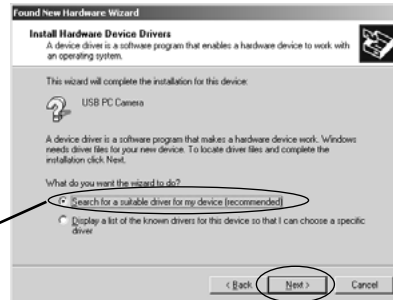 Found New Hardware Wizard
Install Hardware Device Drivers
A device driver is a software program that enables a hardware device to work with
an operating system.
This wizard will complete the installation for this device:
USB PC Camera
A device driver is a software program that makes a hardware device work. Windows
needs driver files for your new device. To locate driver files and complete the
installation click Next.
What do you want the wizard to do?
Search for a suitable driver for my device (recommended)
Display a list of the known drivers for this device so that I can choose a specific
driver
< Back
Next >
Cancel